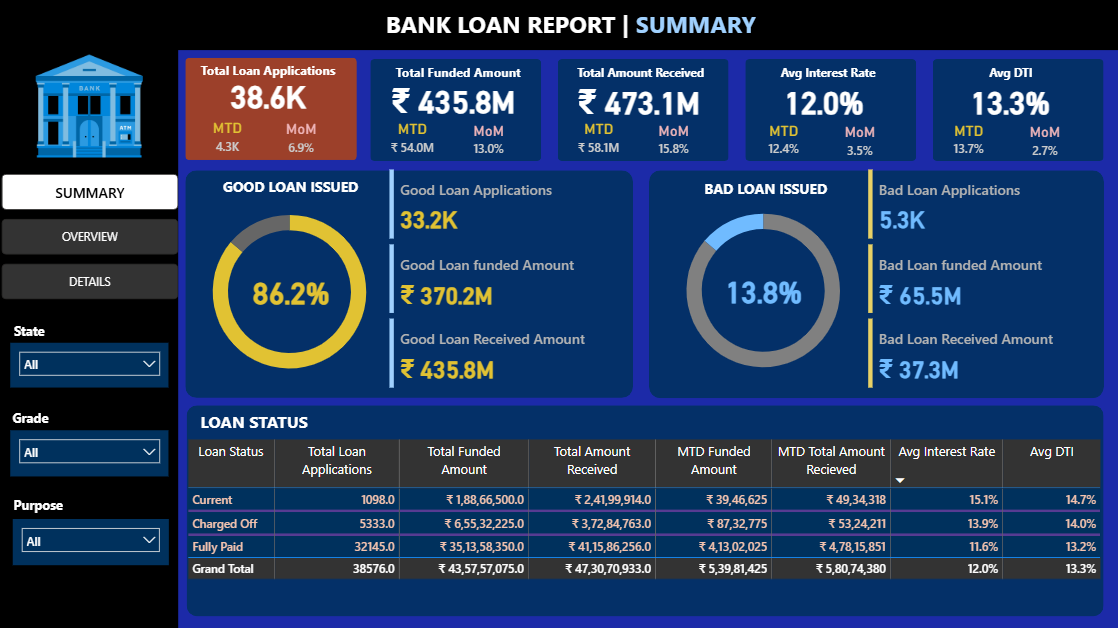 BANK LOAN REPORT | SUMMARY
BANK
ATM
SUMMARY
OVERVIEW
DETAILS
State
All
Grade
All
Purpose
All
Total Loan Applications
38.6K
MTD MoM
4.3K 6.9%
Total Funded Amount
₹ 435.8M
MTD MoM
₹ 54.0M 13.0%
Total Amount Received
₹ 473.1M
MTD MoM
₹ 58.1M 15.8%
Avg Interest Rate
12.0%
MTD MoM
12.4% 3.5%
Avg DTI
13.3%
MTD MoM
13.7% 2.7%
GOOD LOAN ISSUED
86.2%
Good Loan Applications
33.2K
Good Loan funded Amount
₹ 370.2M
Good Loan Received Amount
₹ 435.8M
BAD LOAN ISSUED
13.8%
Bad Loan Applications
5.3K
Bad Loan funded Amount
₹ 65.5M
Bad Loan Received Amount
₹ 37.3M
LOAN STATUS
Loan Status Total Loan Applications Total Funded Amount Total Amount Received MTD Funded Amount MTD Total Amount Recieved Avg Interest Rate Avg DTI
Current 1098.0 ₹ 1,88,66,500.0 ₹ 2,41,99,914.0 ₹ 39,46,625 ₹ 49,34,318 15.1% 14.7%
Charged Off 5333.0 ₹ 6,55,32,225.0 ₹ 3,72,84,763.0 ₹ 87,32,775 ₹ 53,24,211 13.9% 14.0%
Fully Paid 32145.0 ₹ 35,13,58,350.0 ₹ 41,15,86,256.0 ₹ 4,13,02,025 ₹ 4,78,15,851 11.6% 13.2%
Grand Total 38576.0 ₹ 43,57,57,075.0 ₹ 47,30,70,933.0 ₹ 5,39,81,425 ₹ 5,80,74,380 12.0% 13.3%